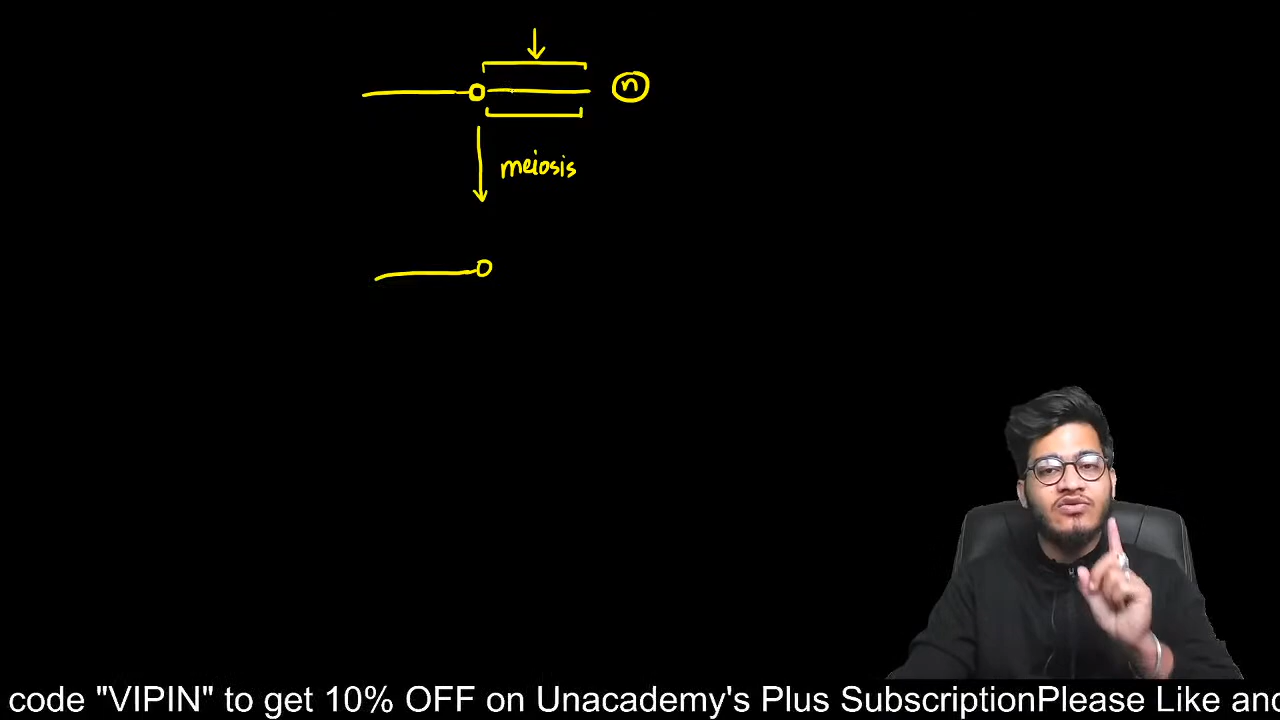 n
meiosis
code "VIPIN" to get 10% OFF on Unacademy's Plus SubscriptionPlease Like and